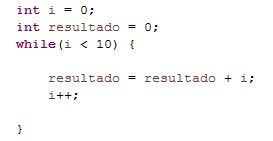 int i = 0;
int resultado = 0;
while(i < 10) {
resultado = resultado + i;
i++;
}